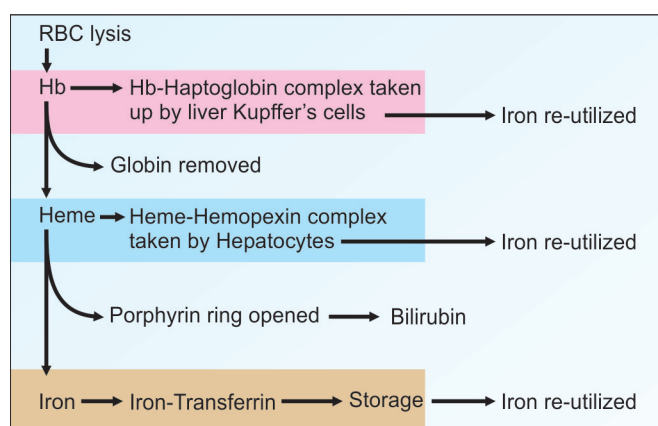 RBC lysis
Hb
Hb-Haptoglobin complex taken
up by liver Kupffer's cells
Iron re-utilized
Globin removed
Heme
Heme-Hemopexin complex
taken by Hepatocytes
Iron re-utilized
Porphyrin ring opened
Bilirubin
Iron
Iron-Transferrin
Storage
Iron re-utilized